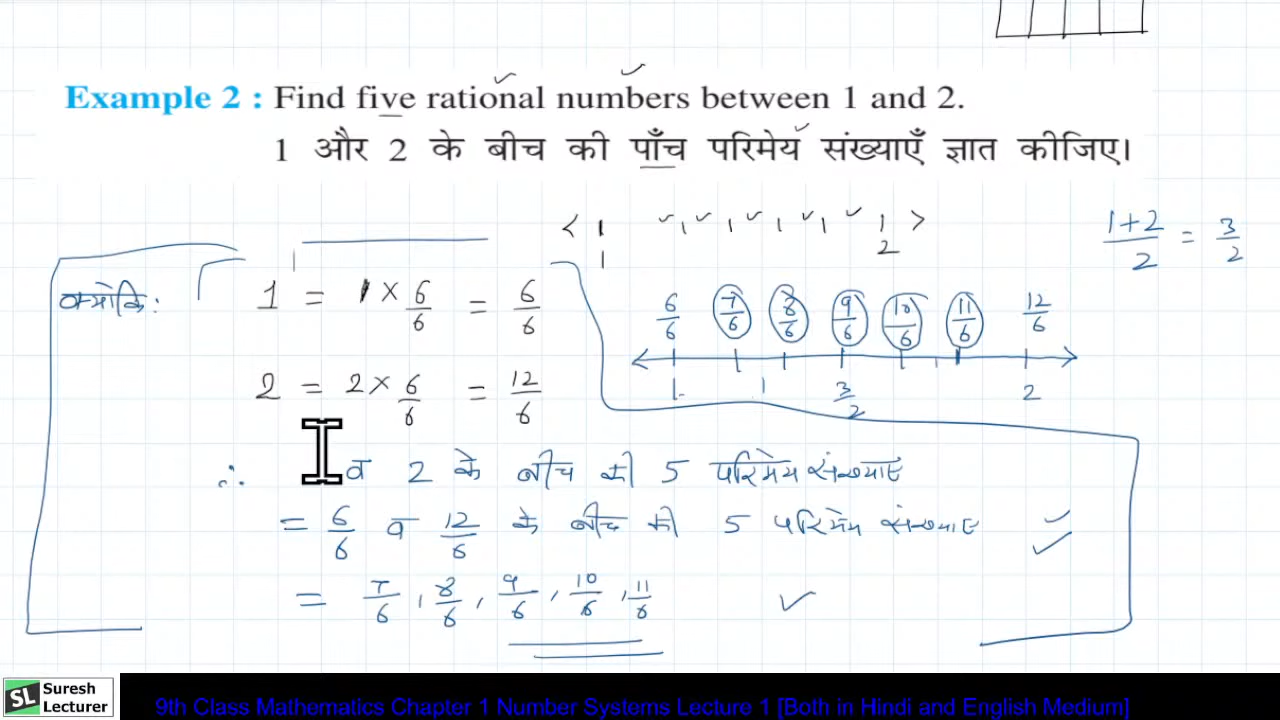 Example 2 : Find five rational numbers between 1 and 2.
1 और 2 के बीच की पाँच परिमेय संख्याएँ ज्ञात कीजिए।
1 2
1+2/2 = 3/2
क्योंकि:
1 = 1 × 6/6 = 6/6
2 = 2 × 6/6 = 12/6
6/6 7/6 8/6 9/6 10/6 11/6 12/6
1 3/2 2
∴ व 2 के बीच की 5 परिमेय संख्याएं
= 6/6 व 12/6 के बीच की 5 परिमेय संख्याएं
= 7/6, 8/6, 9/6, 10/6, 11/6
SL Suresh Lecturer
9th Class Mathematics Chapter 1 Number Systems Lecture 1 [Both in Hindi and English Medium]